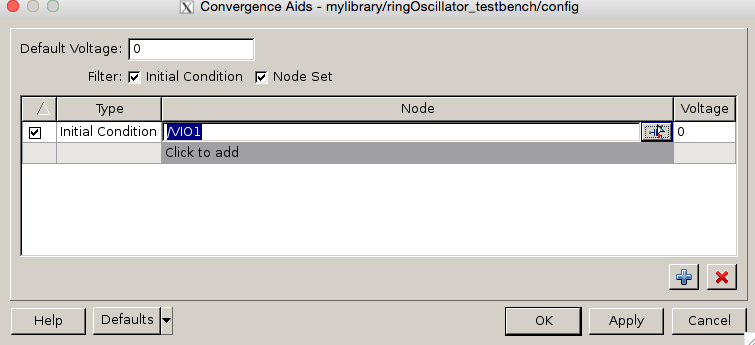 Convergence Aids - mylibrary/ringOscillator_testbench/config
Default Voltage: 0
Filter: Initial Condition Node Set
Type Node Voltage
Initial Condition /VIO1 0
Click to add
Help Defaults OK Apply Cancel